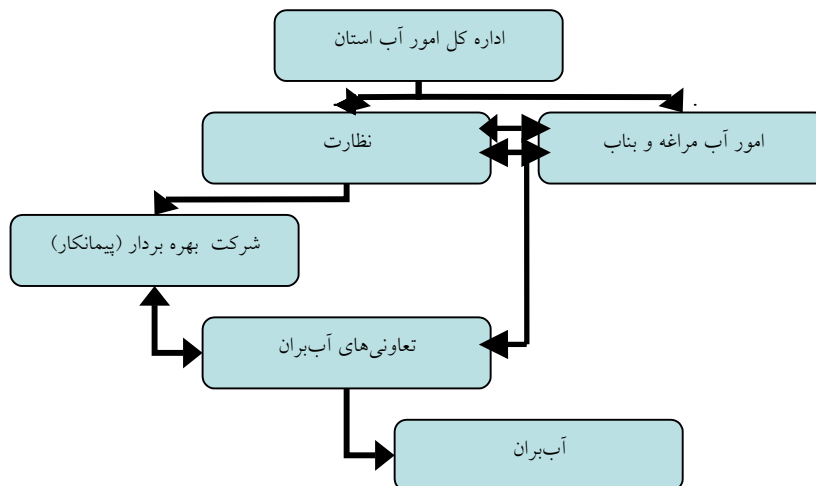 اداره کل امور آب استان
امور آب مراغه و بناب
نظارت
شرکت بهره بردار (پیمانکار)
تعاونی‌های آب‌بران
آب‌بران